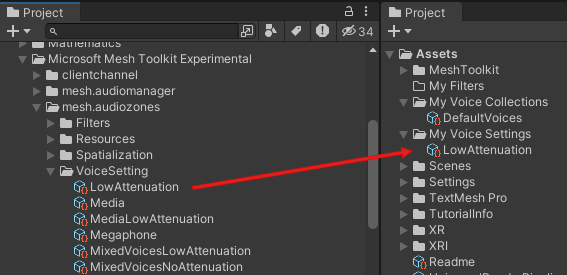 Project
34
Mathematics
Microsoft Mesh Toolkit Experimental
clientchannel
mesh.audiomanager
mesh.audiozones
Filters
Resources
Spatialization
VoiceSetting
LowAttenuation
Media
MediaLowAttenuation
Megaphone
MixedVoicesLowAttenuation
MixedVoicesNoAttenuation
Project
Assets
MeshToolkit
My Filters
My Voice Collections
DefaultVoices
My Voice Settings
LowAttenuation
Scenes
Settings
TextMesh Pro
TutorialInfo
XR
XRI
Readme